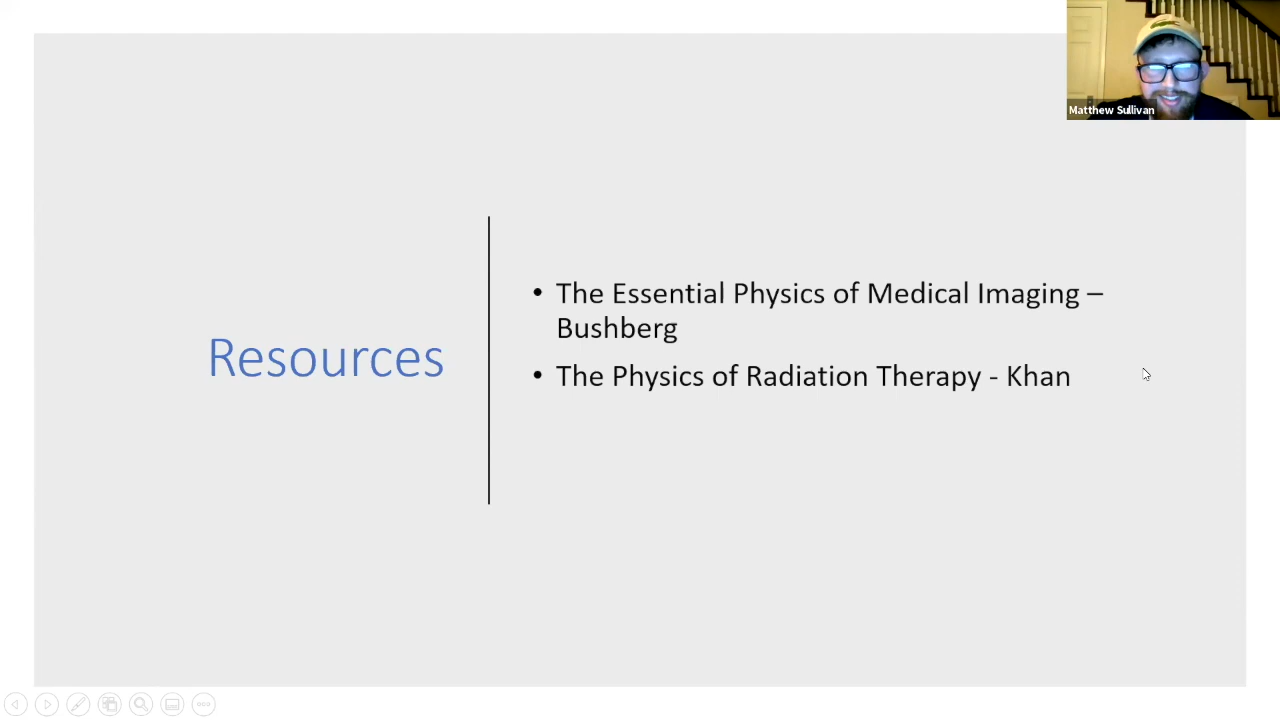 Matthew Sullivan
Resources
• The Essential Physics of Medical Imaging –
Bushberg
• The Physics of Radiation Therapy - Khan